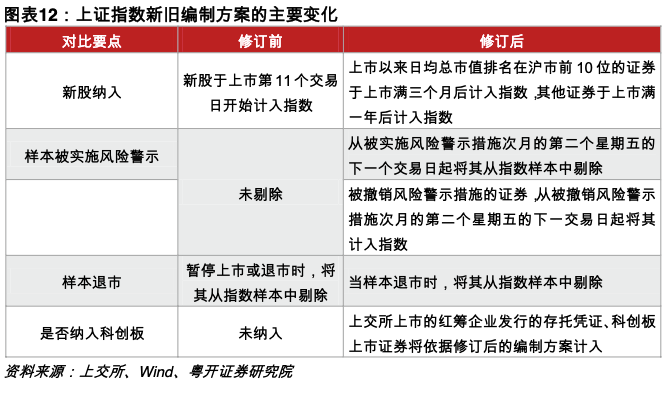 图表12：上证指数新旧编制方案的主要变化
对比要点 修订前 修订后
新股纳入
新股于上市第11个交易
日开始计入指数
上市以来日均总市值排名在沪市前10位的证券
于上市满三个月后计入指数,其他证券于上市满
一年后计入指数
样本被实施风险警示
未剔除
从被实施风险警示措施次月的第二个星期五的
下一个交易日起将其从指数样本中剔除
被撤销风险警示措施的证券,从被撤销风险警示
措施次月的第二个星期五的下一交易日起将其
计入指数
样本退市
暂停上市或退市时，将
其从指数样本中剔除
当样本退市时，将其从指数样本中剔除
是否纳入科创板
未纳入
上交所上市的红筹企业发行的存托凭证、科创板
上市证券将依据修订后的编制方案计入
资料来源：上交所、Wind、粤开证券研究院